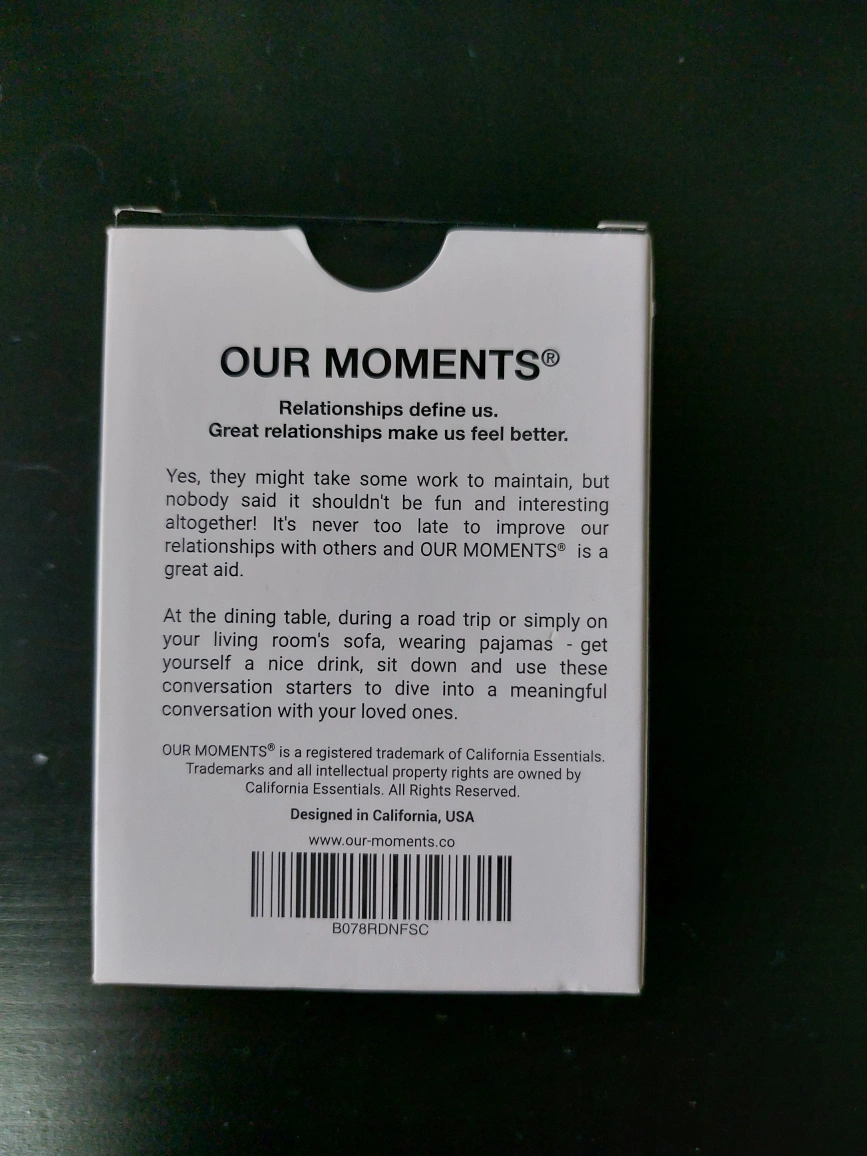 OUR MOMENTS®
Relationships define us.
Great relationships make us feel better.
Yes, they might take some work to maintain, but
nobody said it shouldn't be fun and interesting
altogether! It's never too late to improve our
relationships with others and OUR MOMENTS® is a
great aid.
At the dining table, during a road trip or simply on
your living room's sofa, wearing pajamas - get
yourself a nice drink, sit down and use these
conversation starters to dive into a meaningful
conversation with your loved ones.
OUR MOMENTS® is a registered trademark of California Essentials.
Trademarks and all intellectual property rights are owned by
California Essentials. All Rights Reserved.
Designed in California, USA
www.our-moments.co
B078RDNFSC